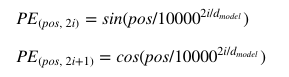 PE(pos, 2i) = sin(pos/10000^2i/d_model)
PE(pos, 2i+1) = cos(pos/10000^2i/d_model)